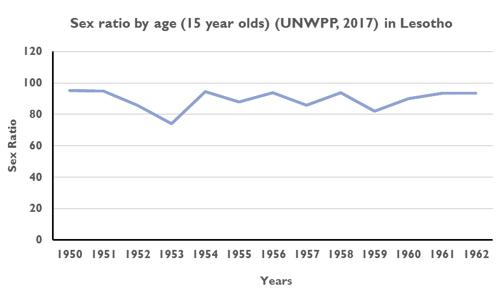 Sex ratio by age (15 year olds) (UNWPP, 2017) in Lesotho
120
100
80
60
40
20
0
Sex Ratio
1950 1951 1952 1953 1954 1955 1956 1957 1958 1959 1960 1961 1962
Years